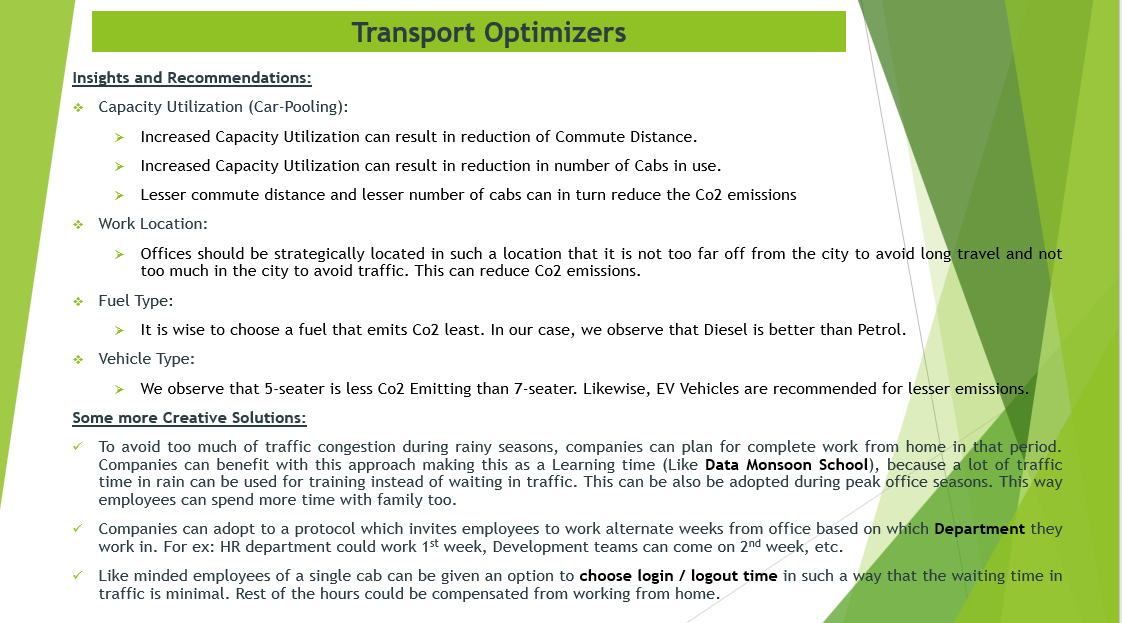 Transport Optimizers
Insights and Recommendations:
Capacity Utilization (Car-Pooling):
Increased Capacity Utilization can result in reduction of Commute Distance.
Increased Capacity Utilization can result in reduction in number of Cabs in use.
Lesser commute distance and lesser number of cabs can in turn reduce the Co2 emissions
Work Location:
Offices should be strategically located in such a location that it is not too far off from the city to avoid long travel and not
too much in the city to avoid traffic. This can reduce Co2 emissions.
Fuel Type:
It is wise to choose a fuel that emits Co2 least. In our case, we observe that Diesel is better than Petrol.
Vehicle Type:
We observe that 5-seater is less Co2 Emitting than 7-seater. Likewise, EV Vehicles are recommended for lesser emissions.
Some more Creative Solutions:
To avoid too much of traffic congestion during rainy seasons, companies can plan for complete work from home in that period.
Companies can benefit with this approach making this as a Learning time (Like Data Monsoon School), because a lot of traffic
time in rain can be used for training instead of waiting in traffic. This can be also be adopted during peak office seasons. This way
employees can spend more time with family too.
Companies can adopt to a protocol which invites employees to work alternate weeks from office based on which Department they
work in. For ex: HR department could work 1st week, Development teams can come on 2nd week, etc.
Like minded employees of a single cab can be given an option to choose login / logout time in such a way that the waiting time in
traffic is minimal. Rest of the hours could be compensated from working from home.